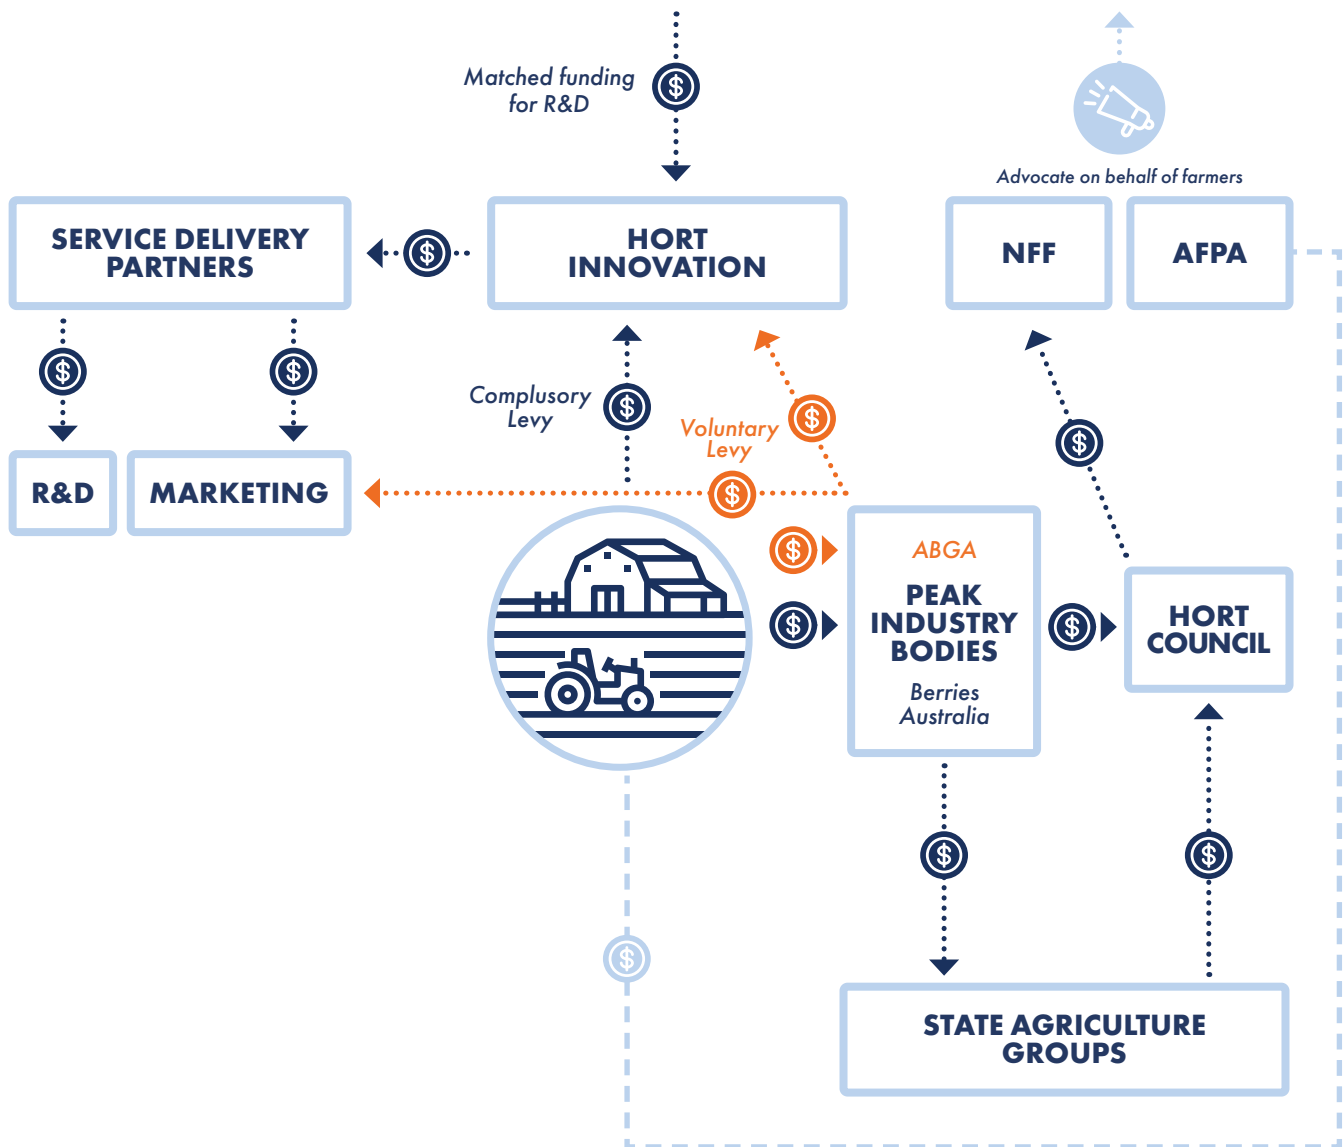 Matched funding
for R&D
Advocate on behalf of farmers
SERVICE DELIVERY
PARTNERS
HORT
INNOVATION
NFF
AFPA
Complusory
Levy
Voluntary
Levy
R&D
MARKETING
ABGA
PEAK
INDUSTRY
BODIES
Berries
Australia
HORT
COUNCIL
STATE AGRICULTURE
GROUPS